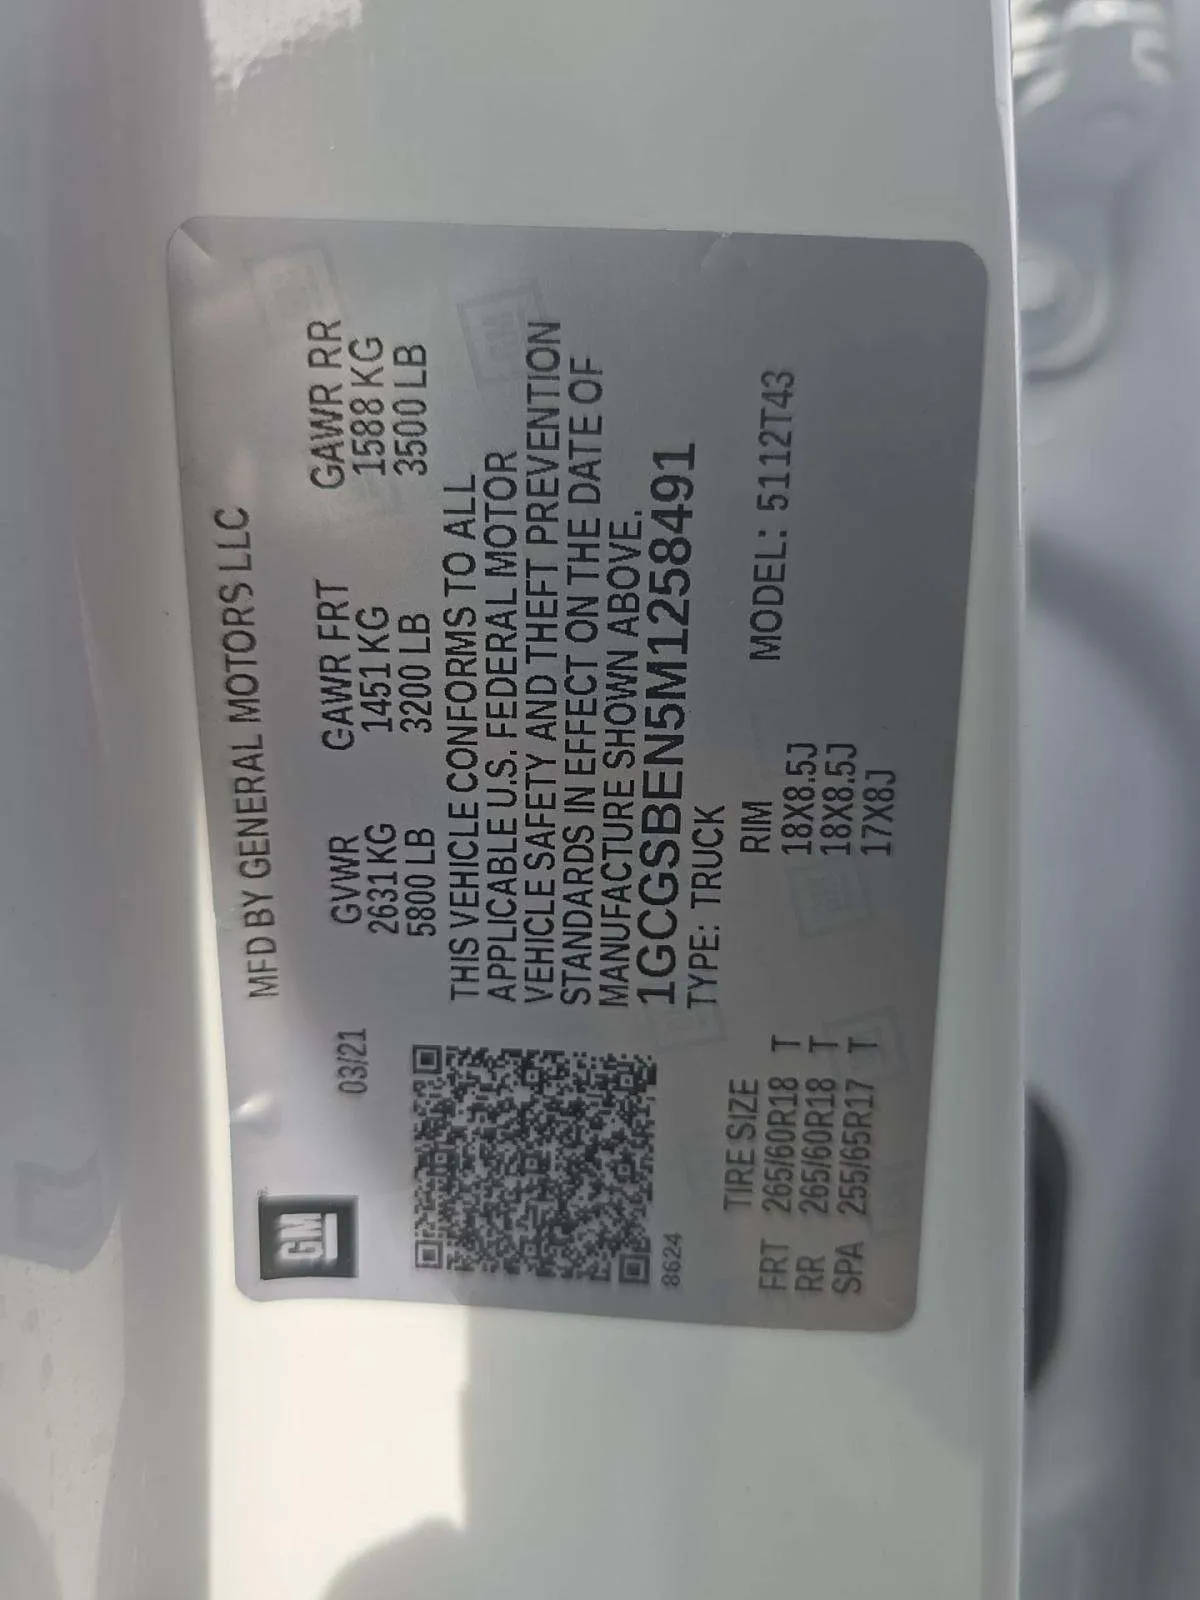 GM
MFD BY GENERAL MOTORS LLC
03/21
GVWR GAWR FRT GAWR RR
2631 KG 1451 KG 1588 KG
5800 LB 3200 LB 3500 LB
THIS VEHICLE CONFORMS TO ALL
APPLICABLE U.S. FEDERAL MOTOR
VEHICLE SAFETY AND THEFT PREVENTION
STANDARDS IN EFFECT ON THE DATE OF
MANUFACTURE SHOWN ABOVE.
1GCGSBEN5M1258491
8624
TYPE: TRUCK
TIRE SIZE RIM MODEL: 5112T43
FRT 265/60R18 T 18X8.5J
RR 265/60R18 T 18X8.5J
SPA 255/65R17 T 17X8J